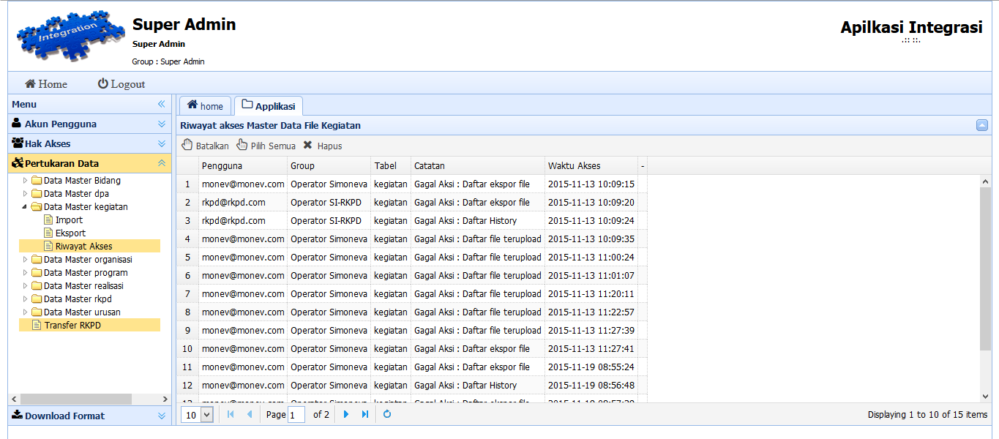 Integration
Super Admin
Super Admin
Group : Super Admin
Apilkasi Integrasi
.:: ::.
Home Logout
Menu
Akun Pengguna
Hak Akses
Pertukaran Data
Data Master Bidang
Data Master dpa
Data Master kegiatan
Import
Eksport
Riwayat Akses
Data Master organisasi
Data Master program
Data Master realisasi
Data Master rkpd
Data Master urusan
Transfer RKPD
Download Format
home Applikasi
Riwayat akses Master Data File Kegiatan
Batalkan Pilih Semua Hapus
Pengguna Group Tabel Catatan Waktu Akses -
1 monev@monev.com Operator Simoneva kegiatan Gagal Aksi : Daftar ekspor file 2015-11-13 10:09:15
2 rkpd@rkpd.com Operator SI-RKPD kegiatan Gagal Aksi : Daftar ekspor file 2015-11-13 10:09:20
3 rkpd@rkpd.com Operator SI-RKPD kegiatan Gagal Aksi : Daftar History 2015-11-13 10:09:24
4 monev@monev.com Operator Simoneva kegiatan Gagal Aksi : Daftar file terupload 2015-11-13 10:09:35
5 monev@monev.com Operator Simoneva kegiatan Gagal Aksi : Daftar file terupload 2015-11-13 11:00:24
6 monev@monev.com Operator Simoneva kegiatan Gagal Aksi : Daftar file terupload 2015-11-13 11:01:07
7 monev@monev.com Operator Simoneva kegiatan Gagal Aksi : Daftar file terupload 2015-11-13 11:20:11
8 monev@monev.com Operator Simoneva kegiatan Gagal Aksi : Daftar file terupload 2015-11-13 11:22:57
9 monev@monev.com Operator Simoneva kegiatan Gagal Aksi : Daftar file terupload 2015-11-13 11:27:39
10 monev@monev.com Operator Simoneva kegiatan Gagal Aksi : Daftar ekspor file 2015-11-13 11:27:41
11 monev@monev.com Operator Simoneva kegiatan Gagal Aksi : Daftar ekspor file 2015-11-19 08:55:24
12 monev@monev.com Operator Simoneva kegiatan Gagal Aksi : Daftar History 2015-11-19 08:56:48
10 Page 1 of 2 Displaying 1 to 10 of 15 items